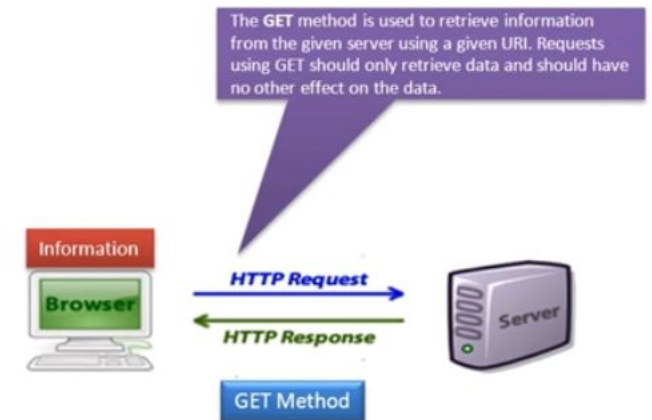 The GET method is used to retrieve information
from the given server using a given URI. Requests
using GET should only retrieve data and should have
no other effect on the data.
Information
Browser
HTTP Request
HTTP Response
Server
GET Method